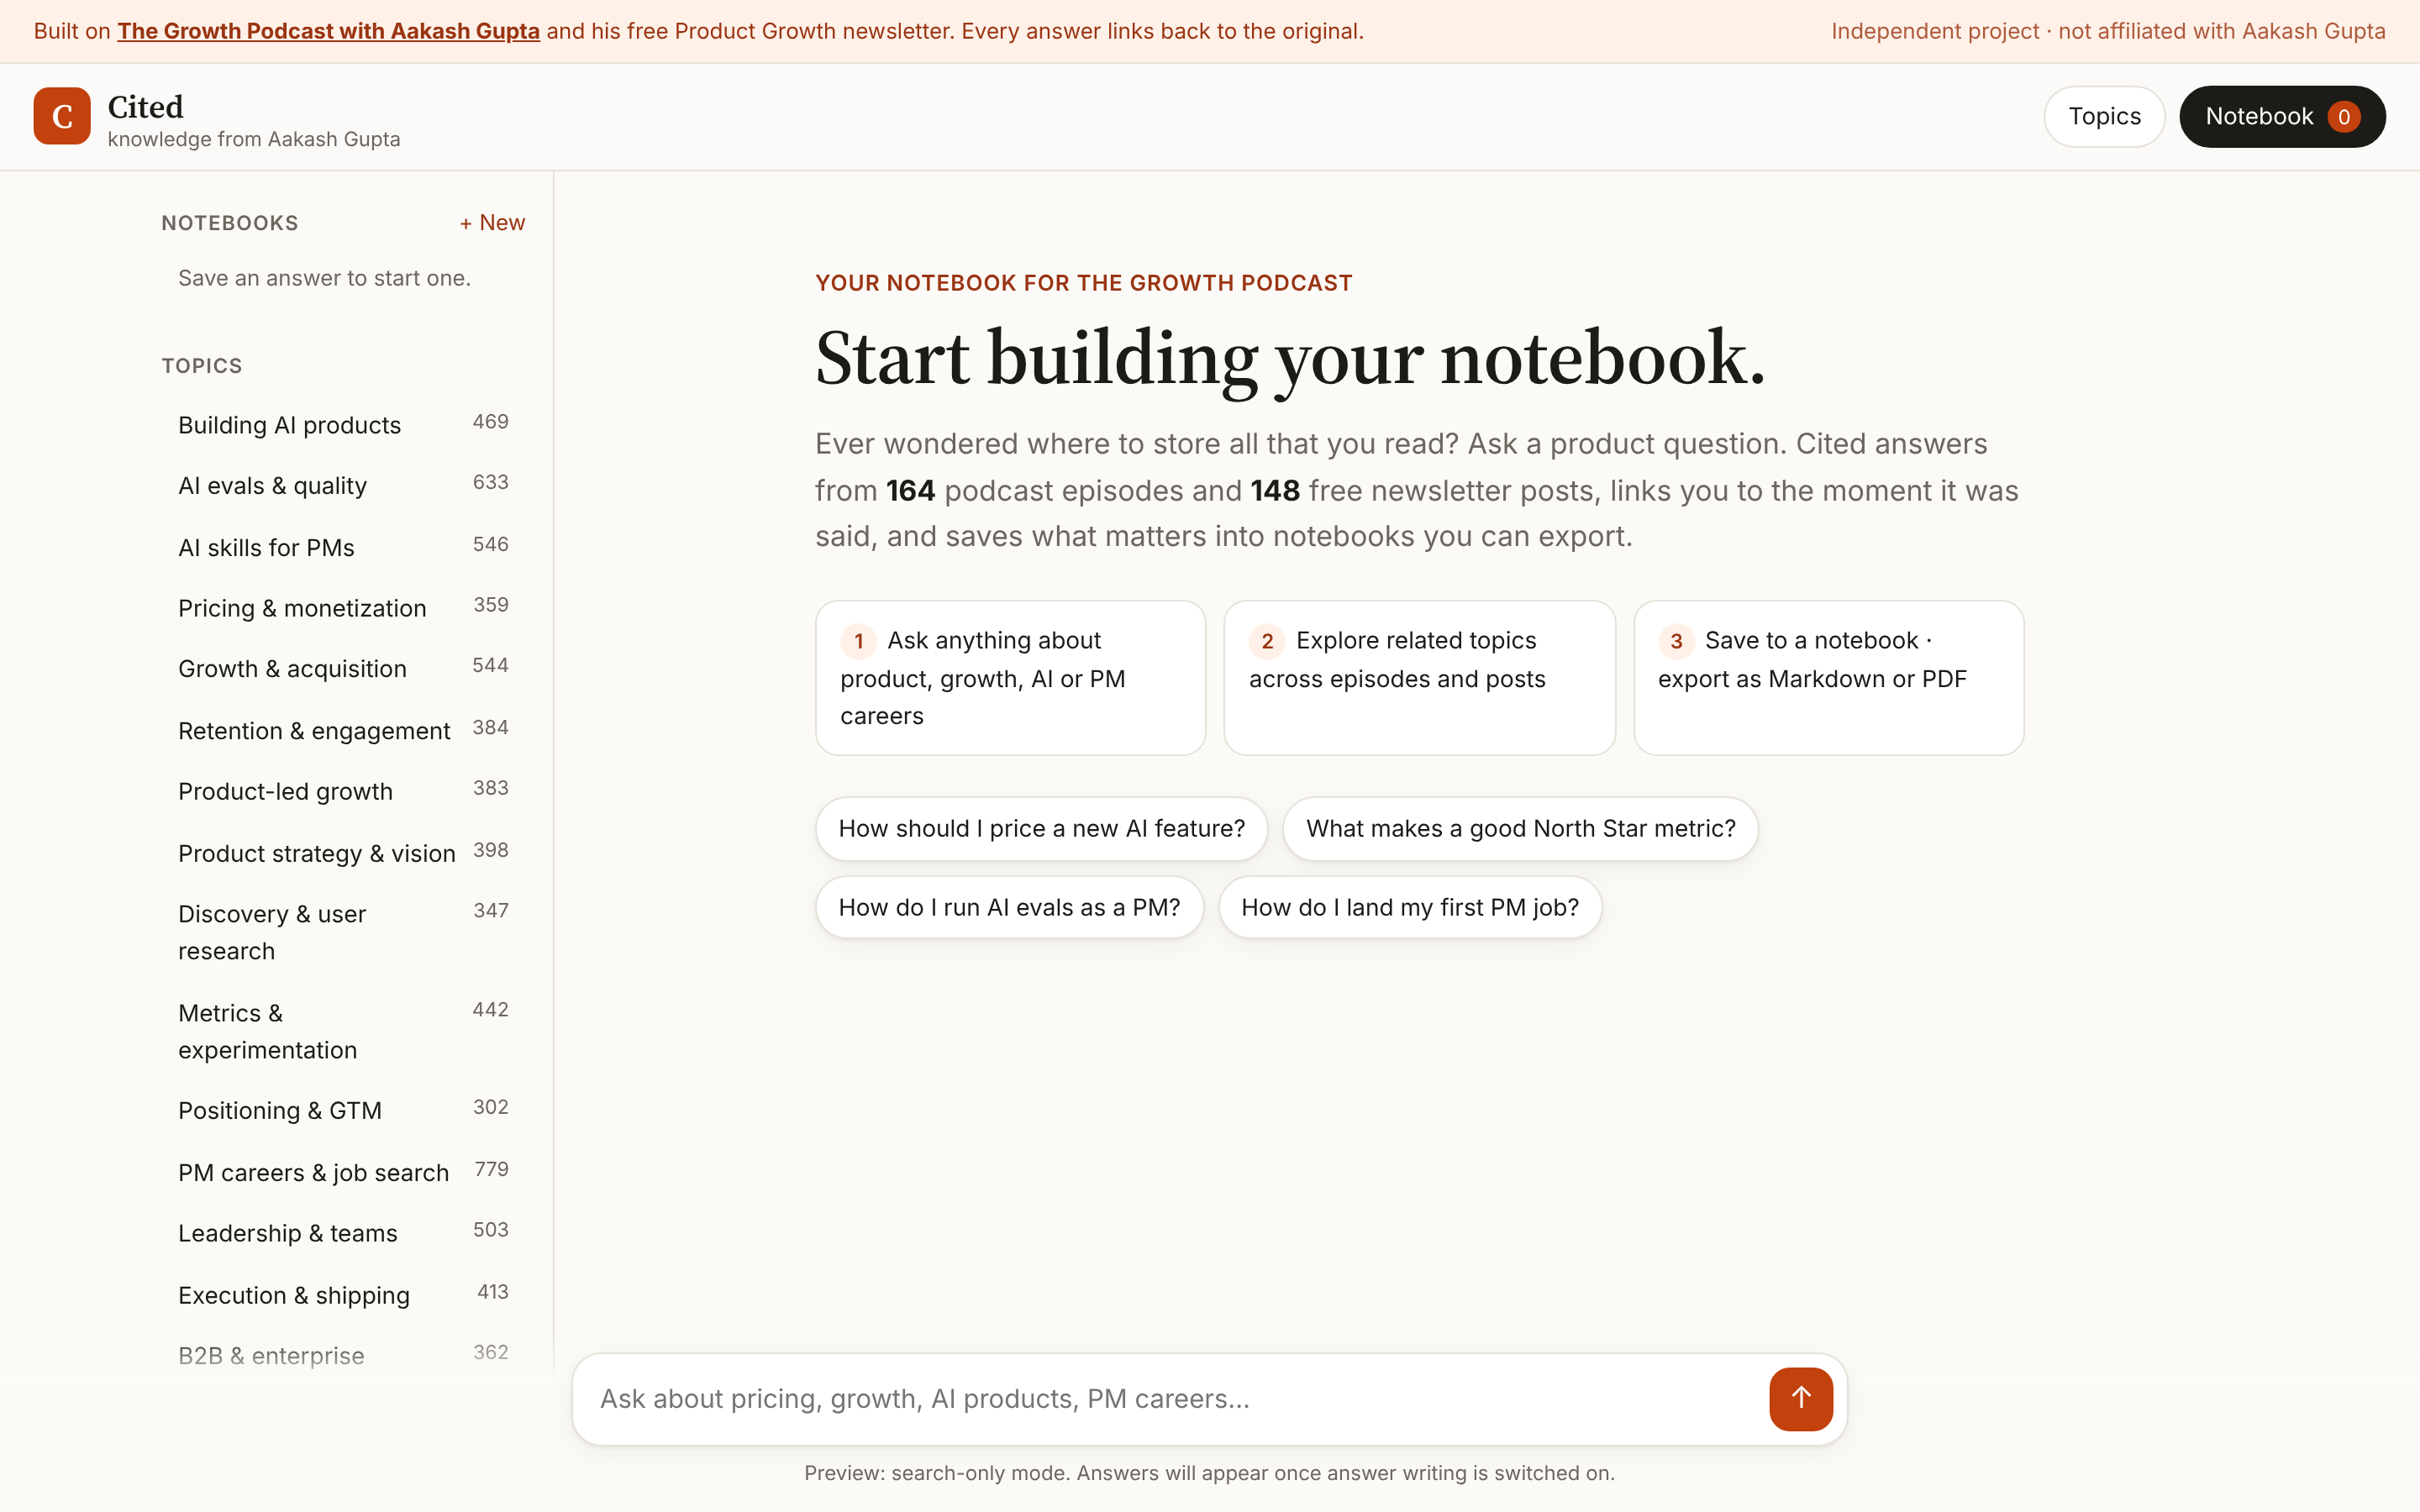 Built on The Growth Podcast with Aakash Gupta and his free Product Growth newsletter. Every answer links back to the original.
Independent project · not affiliated with Aakash Gupta
C
Cited
knowledge from Aakash Gupta
Topics
Notebook 0
NOTEBOOKS
+ New
Save an answer to start one.
TOPICS
Building AI products 469
AI evals & quality 633
AI skills for PMs 546
Pricing & monetization 359
Growth & acquisition 544
Retention & engagement 384
Product-led growth 383
Product strategy & vision 398
Discovery & user 347
research
Metrics & 442
experimentation
Positioning & GTM 302
PM careers & job search 779
Leadership & teams 503
Execution & shipping 413
B2B & enterprise 362
YOUR NOTEBOOK FOR THE GROWTH PODCAST
Start building your notebook.
Ever wondered where to store all that you read? Ask a product question. Cited answers
from 164 podcast episodes and 148 free newsletter posts, links you to the moment it was
said, and saves what matters into notebooks you can export.
1 Ask anything about
product, growth, AI or PM
careers
2 Explore related topics
across episodes and posts
3 Save to a notebook ·
export as Markdown or PDF
How should I price a new AI feature?
What makes a good North Star metric?
How do I run AI evals as a PM?
How do I land my first PM job?
Ask about pricing, growth, AI products, PM careers…
↑
Preview: search-only mode. Answers will appear once answer writing is switched on.